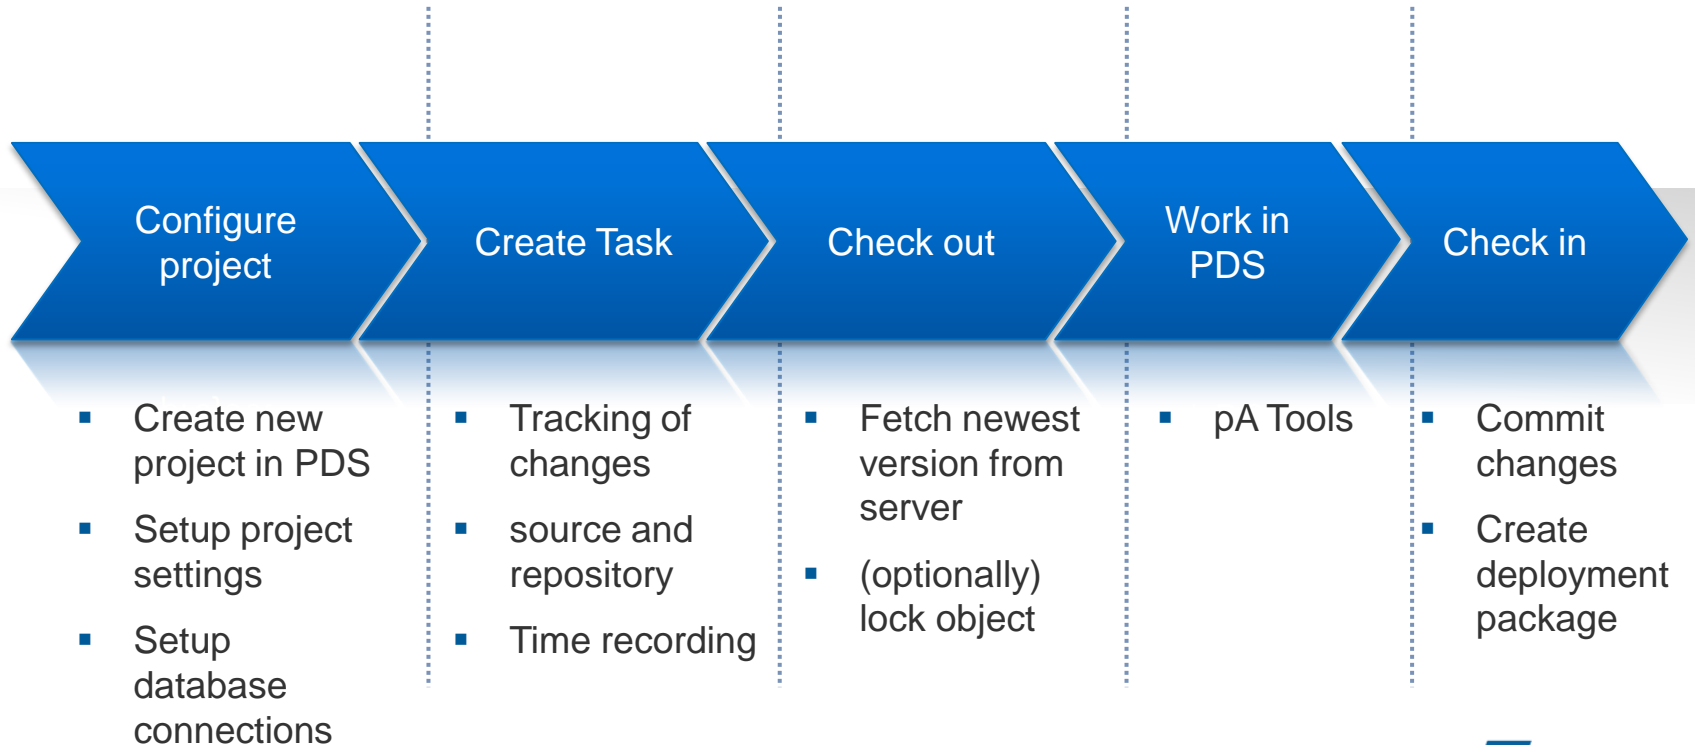 Configure
project
Create Task
Check out
Work in
PDS
Check in
▪ Create new
project in PDS
▪ Setup project
settings
▪ Setup
database
connections
▪ Tracking of
changes
▪ source and
repository
▪ Time recording
▪ Fetch newest
version from
server
▪ (optionally)
lock object
▪ pA Tools
▪ Commit
changes
▪ Create
deployment
package